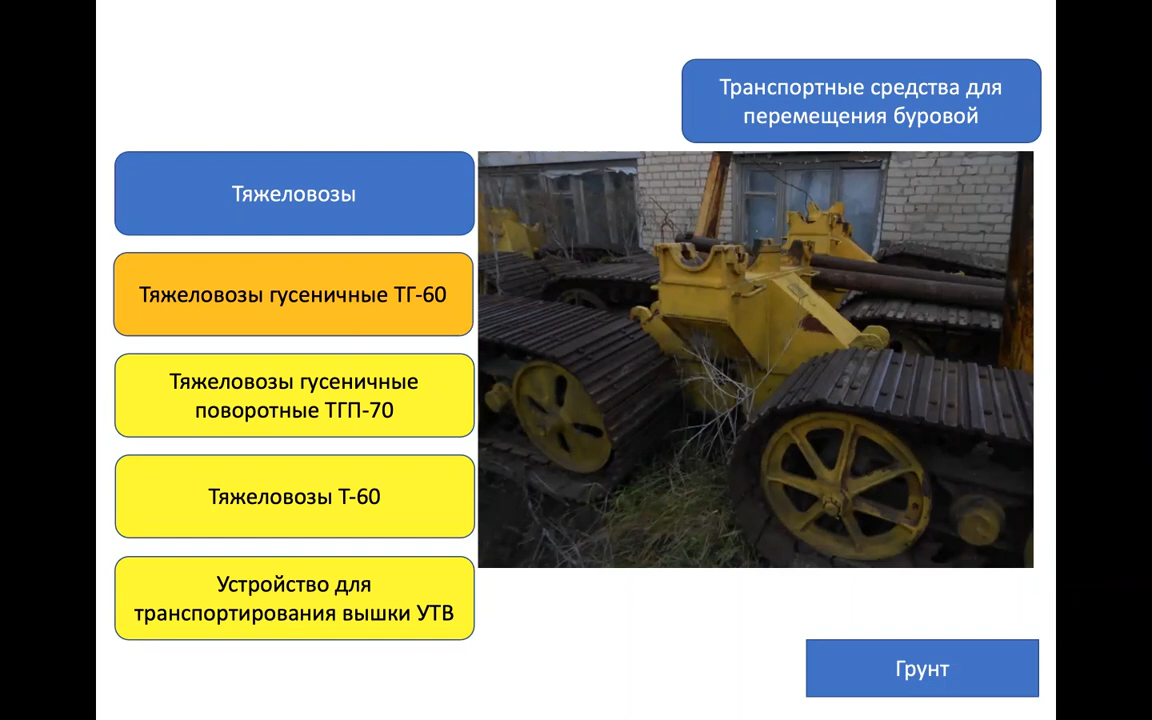 Транспортные средства для
перемещения буровой
Тяжеловозы
Тяжеловозы гусеничные ТГ-60
Тяжеловозы гусеничные
поворотные ТГП-70
Тяжеловозы Т-60
Устройство для
транспортирования вышки УТВ
Грунт